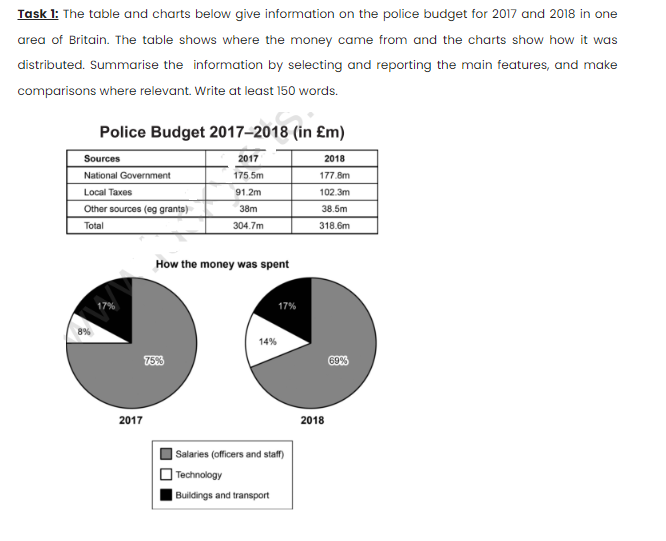 Task 1: The table and charts below give information on the police budget for 2017 and 2018 in one
area of Britain. The table shows where the money came from and the charts show how it was
distributed. Summarise the information by selecting and reporting the main features, and make
comparisons where relevant. Write at least 150 words.
Police Budget 2017–2018 (in £m)
Sources 2017 2018
National Government 175.5m 177.8m
Local Taxes 91.2m 102.3m
Other sources (eg grants) 38m 38.5m
Total 304.7m 318.6m
How the money was spent
17%
8%
75%
2017
17%
14%
69%
2018
Salaries (officers and staff)
Technology
Buildings and transport